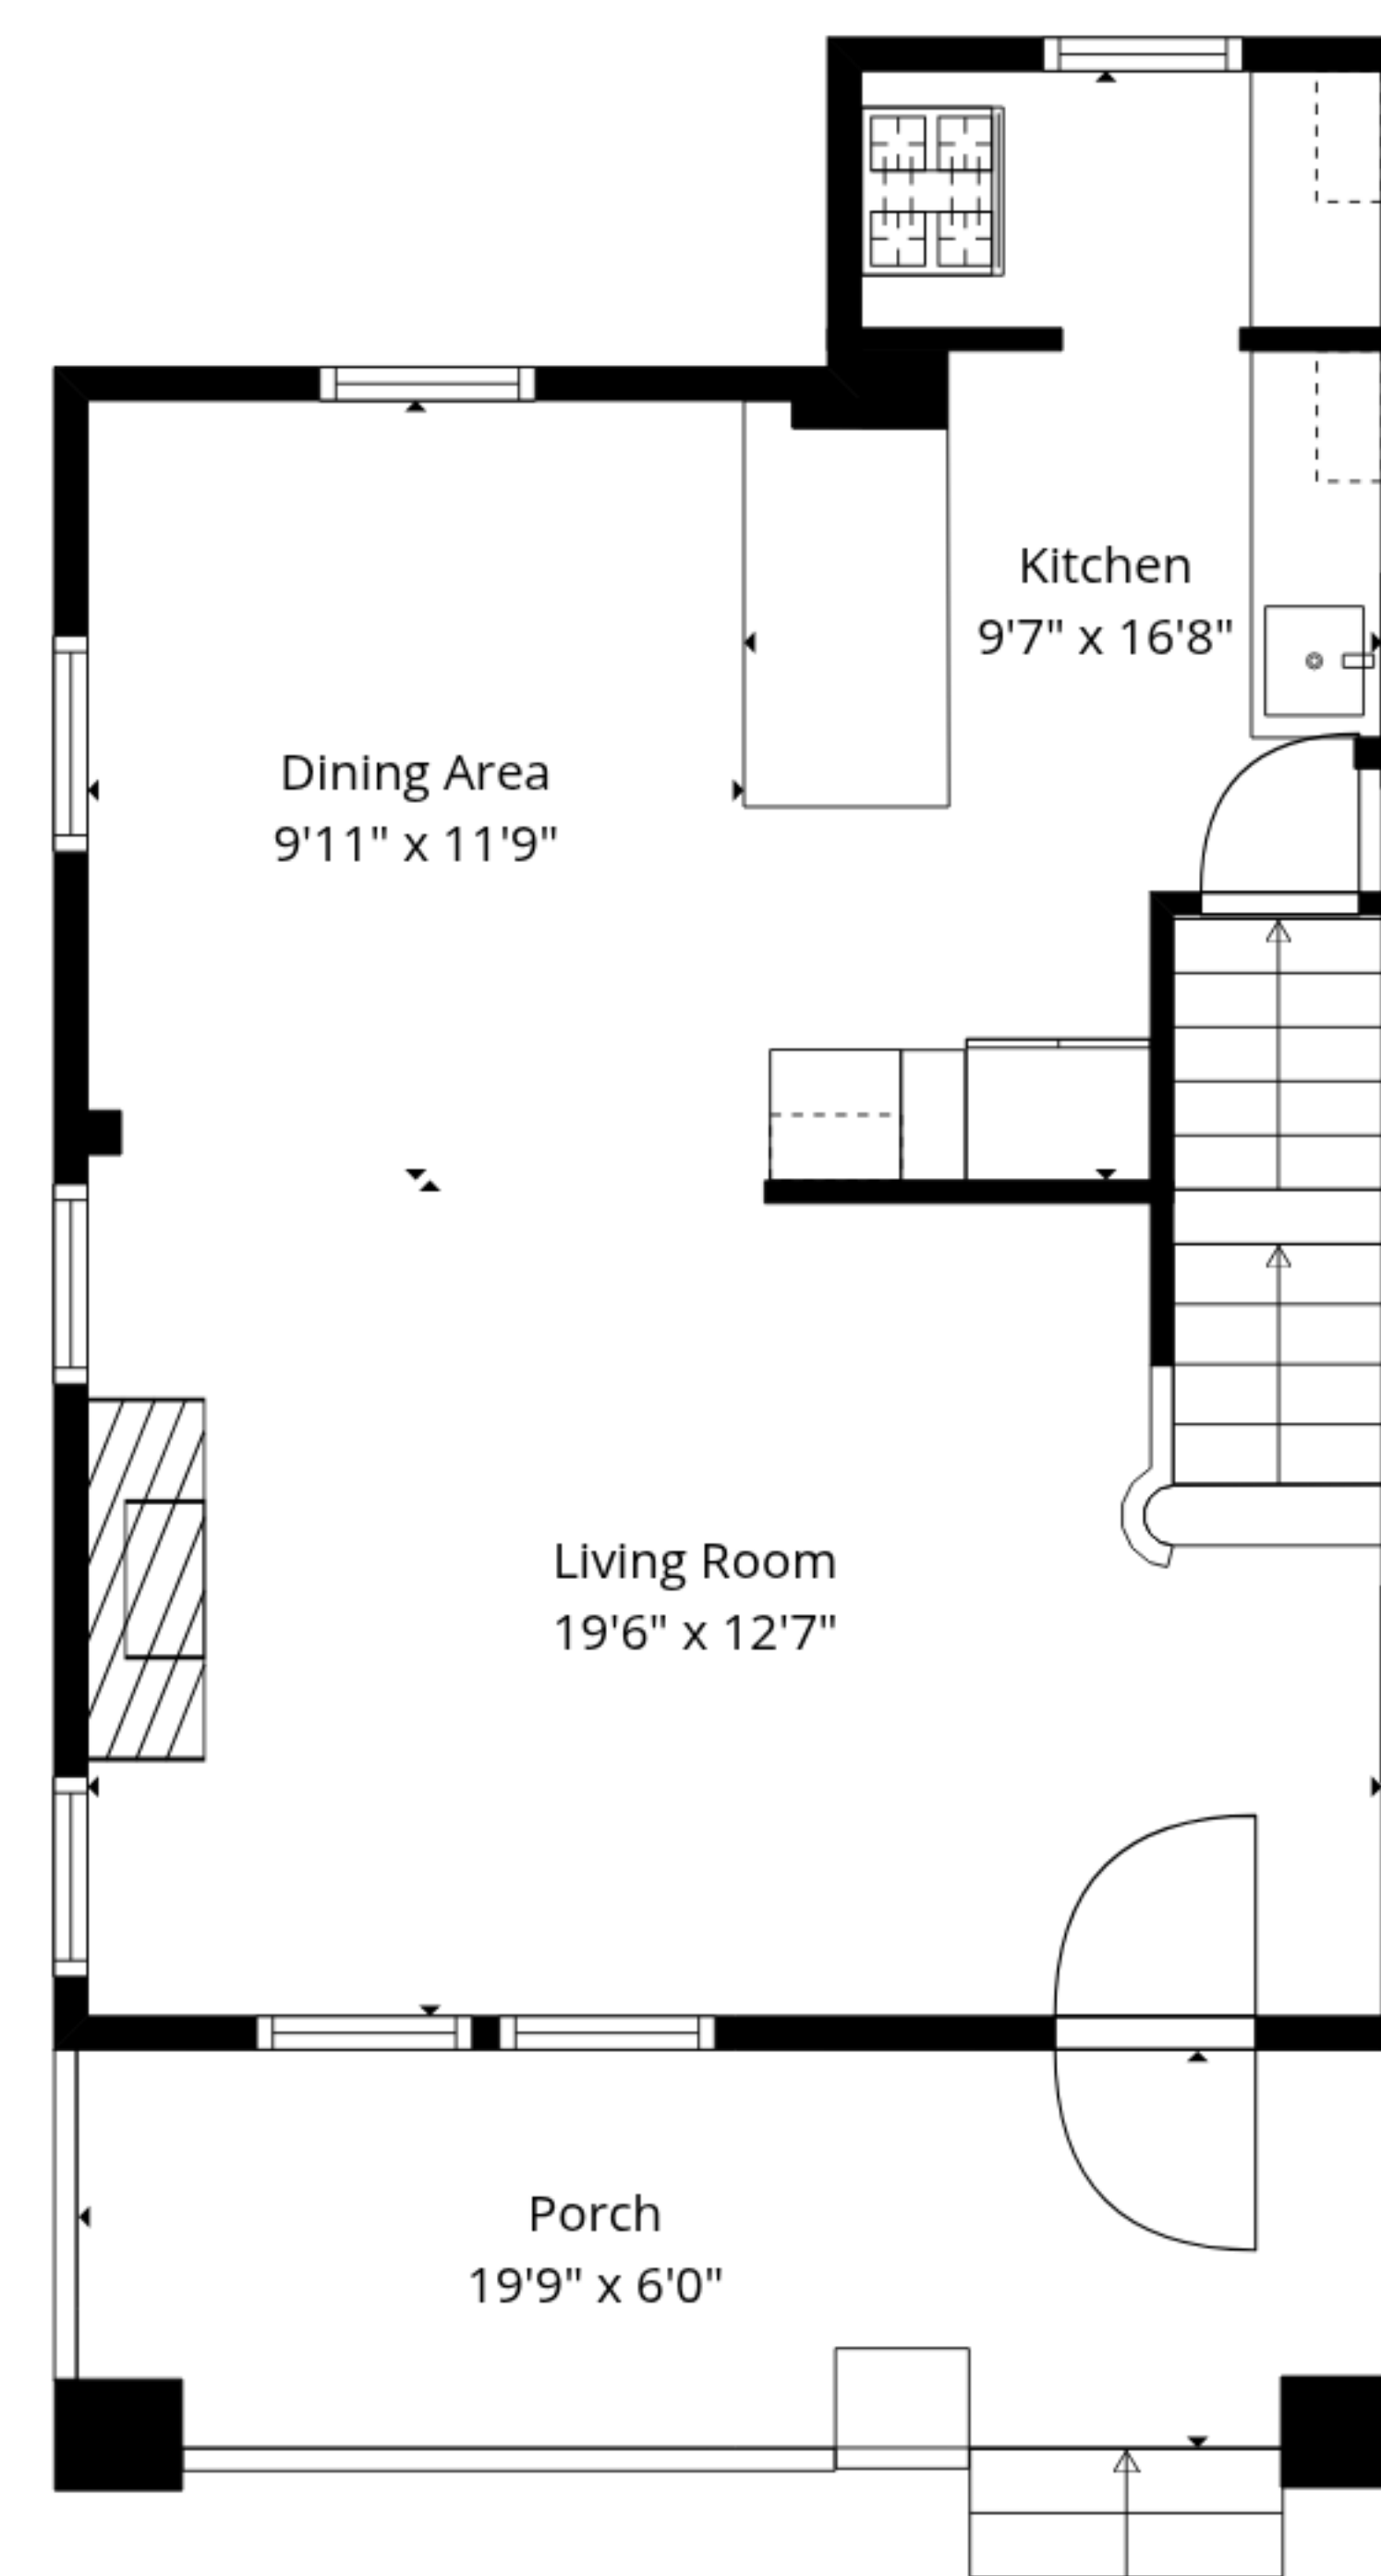 Kitchen
9'7" x 16'8"
Dining Area
9'11" x 11'9"
Living Room
19'6" x 12'7"
Porch
19'9" x 6'0"